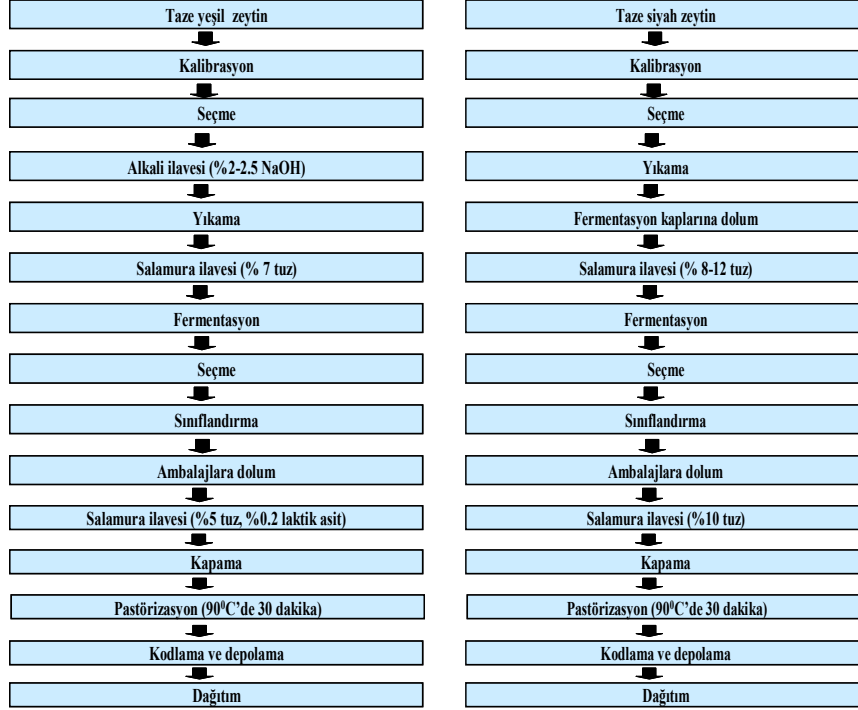 Taze yeşil zeytin
Kalibrasyon
Seçme
Alkali ilavesi (%2-2.5 NaOH)
Yıkama
Salamura ilavesi (% 7 tuz)
Fermentasyon
Seçme
Sınıflandırma
Ambalajlara dolum
Salamura ilavesi (%5 tuz, %0.2 laktik asit)
Kapama
Pastörizasyon (90⁰C’de 30 dakika)
Kodlama ve depolama
Dağıtım
Taze siyah zeytin
Kalibrasyon
Seçme
Yıkama
Fermentasyon kaplarına dolum
Salamura ilavesi (% 8-12 tuz)
Fermentasyon
Seçme
Sınıflandırma
Ambalajlara dolum
Salamura ilavesi (%10 tuz)
Kapama
Pastörizasyon (90⁰C’de 30 dakika)
Kodlama ve depolama
Dağıtım